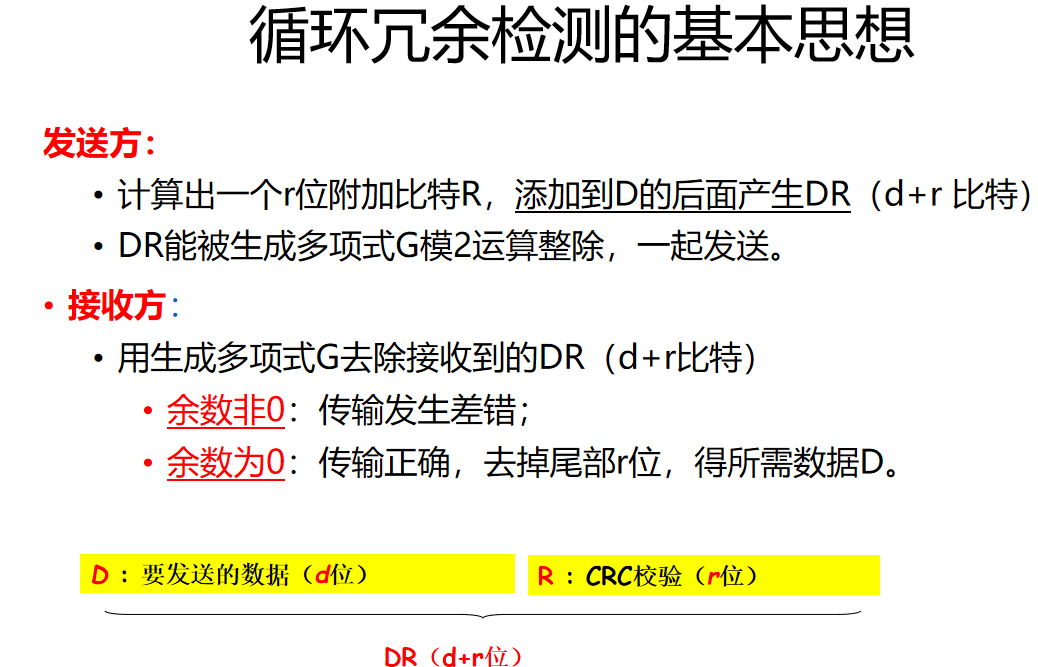 循环冗余检测的基本思想
发送方：
• 计算出一个r位附加比特R，添加到D的后面产生DR（d+r 比特）
• DR能被生成多项式G模2运算整除，一起发送。
• 接收方：
• 用生成多项式G去除接收到的DR（d+r比特）
• 余数非0：传输发生差错；
• 余数为0：传输正确，去掉尾部r位，得所需数据D。
D ：要发送的数据（d位） R ：CRC校验（r位）
DR（d+r位）